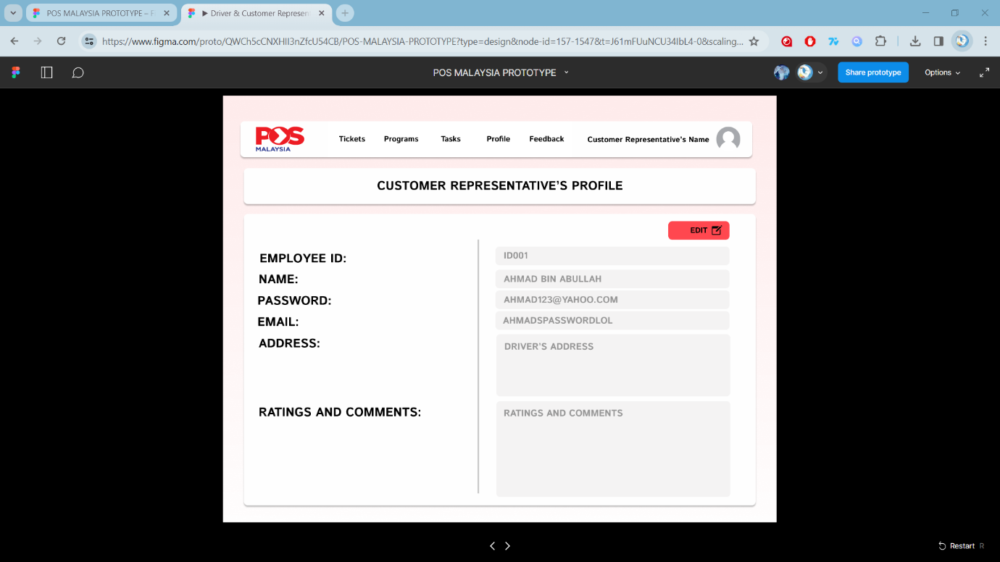 POS MALAYSIA PROTOTYPE – F
Driver & Customer Represen
https://www.figma.com/proto/QWCh5cCNXHlI3nZfcU54CB/POS-MALAYSIA-PROTOTYPE?type=design&node-id=157-1547&t=J61mFUuNCU34IbL4-0&scaling...
POS MALAYSIA PROTOTYPE
Share prototype
Options
POS
MALAYSIA
Tickets
Programs
Tasks
Profile
Feedback
Customer Representative's Name
CUSTOMER REPRESENTATIVE'S PROFILE
EDIT
EMPLOYEE ID:
ID001
NAME:
AHMAD BIN ABULLAH
PASSWORD:
AHMAD123@YAHOO.COM
EMAIL:
AHMADSPASSWORDLOL
ADDRESS:
DRIVER'S ADDRESS
RATINGS AND COMMENTS:
RATINGS AND COMMENTS
Restart R